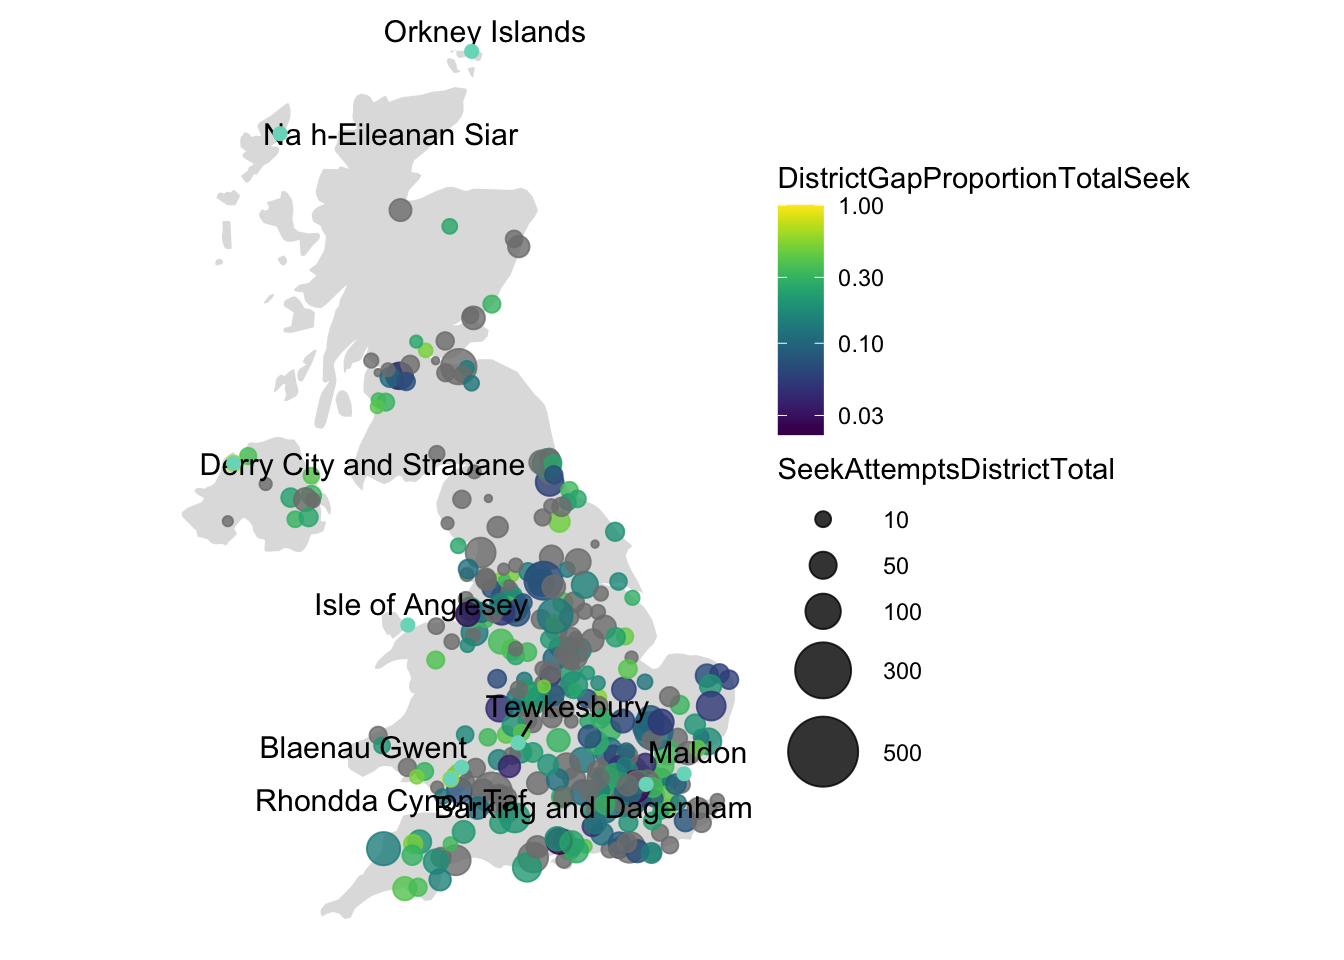 Orkney Islands
Na h-Eileanan Siar
DistrictGapProportionTotalSeek
1.00
0.30
0.10
0.03
Derry City and Strabane
SeekAttemptsDistrictTotal
10
50
100
300
500
Isle of Anglesey
Tewkesbury
Blaenau Gwent
Maldon
Rhondda Cynon Taf
Barking and Dagenham